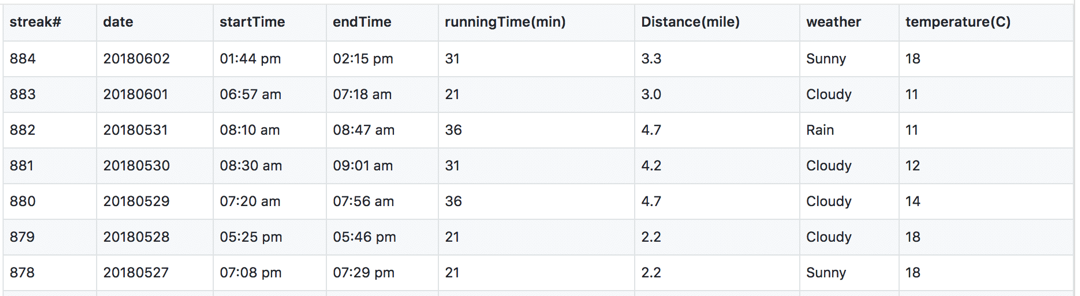 streak# date startTime endTime runningTime(min) Distance(mile) weather temperature(C)
884 20180602 01:44 pm 02:15 pm 31 3.3 Sunny 18
883 20180601 06:57 am 07:18 am 21 3.0 Cloudy 11
882 20180531 08:10 am 08:47 am 36 4.7 Rain 11
881 20180530 08:30 am 09:01 am 31 4.2 Cloudy 12
880 20180529 07:20 am 07:56 am 36 4.7 Cloudy 14
879 20180528 05:25 pm 05:46 pm 21 2.2 Cloudy 18
878 20180527 07:08 pm 07:29 pm 21 2.2 Sunny 18